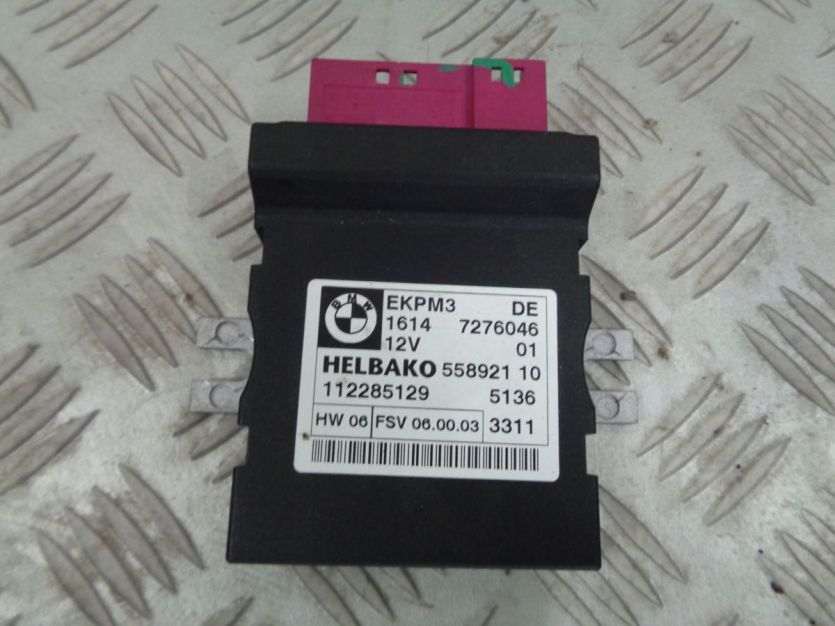 BMW
EKPM3 DE
1614 7276046
12V 01
HELBAKO 558921 10
112285129 5136
HW 06 FSV 06.00.03 3311